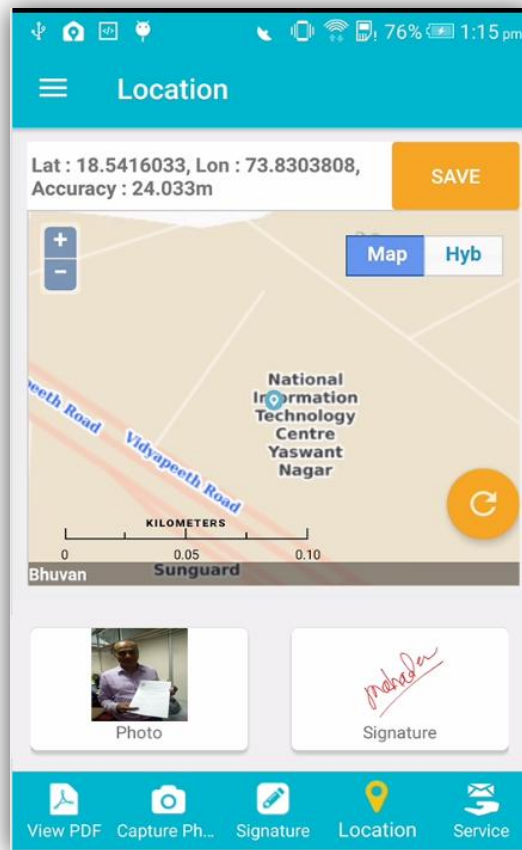 76% 1:15 pm
Location
Lat : 18.5416033, Lon : 73.8303808,
Accuracy : 24.033m
SAVE
+
−
Map Hyb
National
Information
Technology
Centre
Yaswant
Nagar
peeth Road
Vidyapeeth Road
KILOMETERS
0 0.05 0.10
Bhuvan
Sunguard
Photo
Signature
View PDF Capture Ph... Signature Location Service